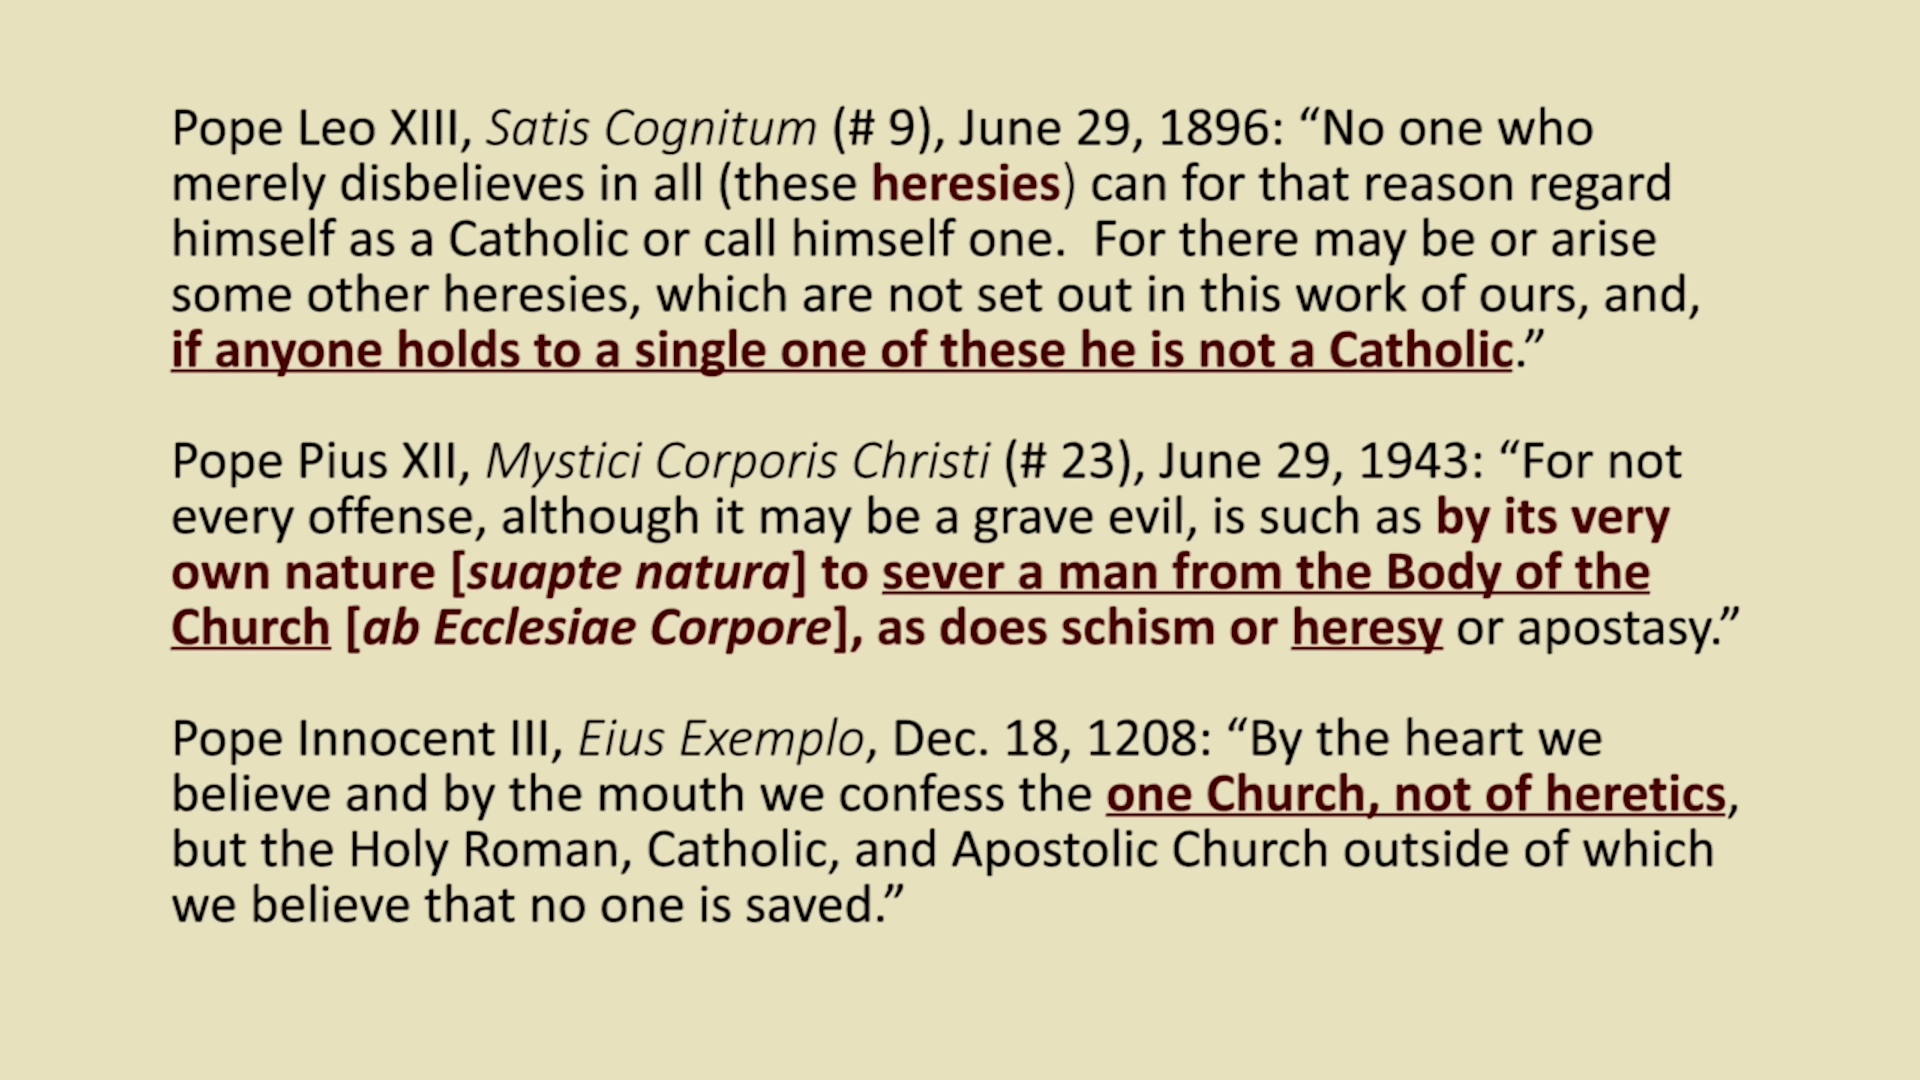 Pope Leo XIII, Satis Cognitum (# 9), June 29, 1896: “No one who
merely disbelieves in all (these heresies) can for that reason regard
himself as a Catholic or call himself one.  For there may be or arise
some other heresies, which are not set out in this work of ours, and,
if anyone holds to a single one of these he is not a Catholic.”
Pope Pius XII, Mystici Corporis Christi (# 23), June 29, 1943: “For not
every offense, although it may be a grave evil, is such as by its very
own nature [suapte natura] to sever a man from the Body of the
Church [ab Ecclesiae Corpore], as does schism or heresy or apostasy.”
Pope Innocent III, Eius Exemplo, Dec. 18, 1208: “By the heart we
believe and by the mouth we confess the one Church, not of heretics,
but the Holy Roman, Catholic, and Apostolic Church outside of which
we believe that no one is saved.”